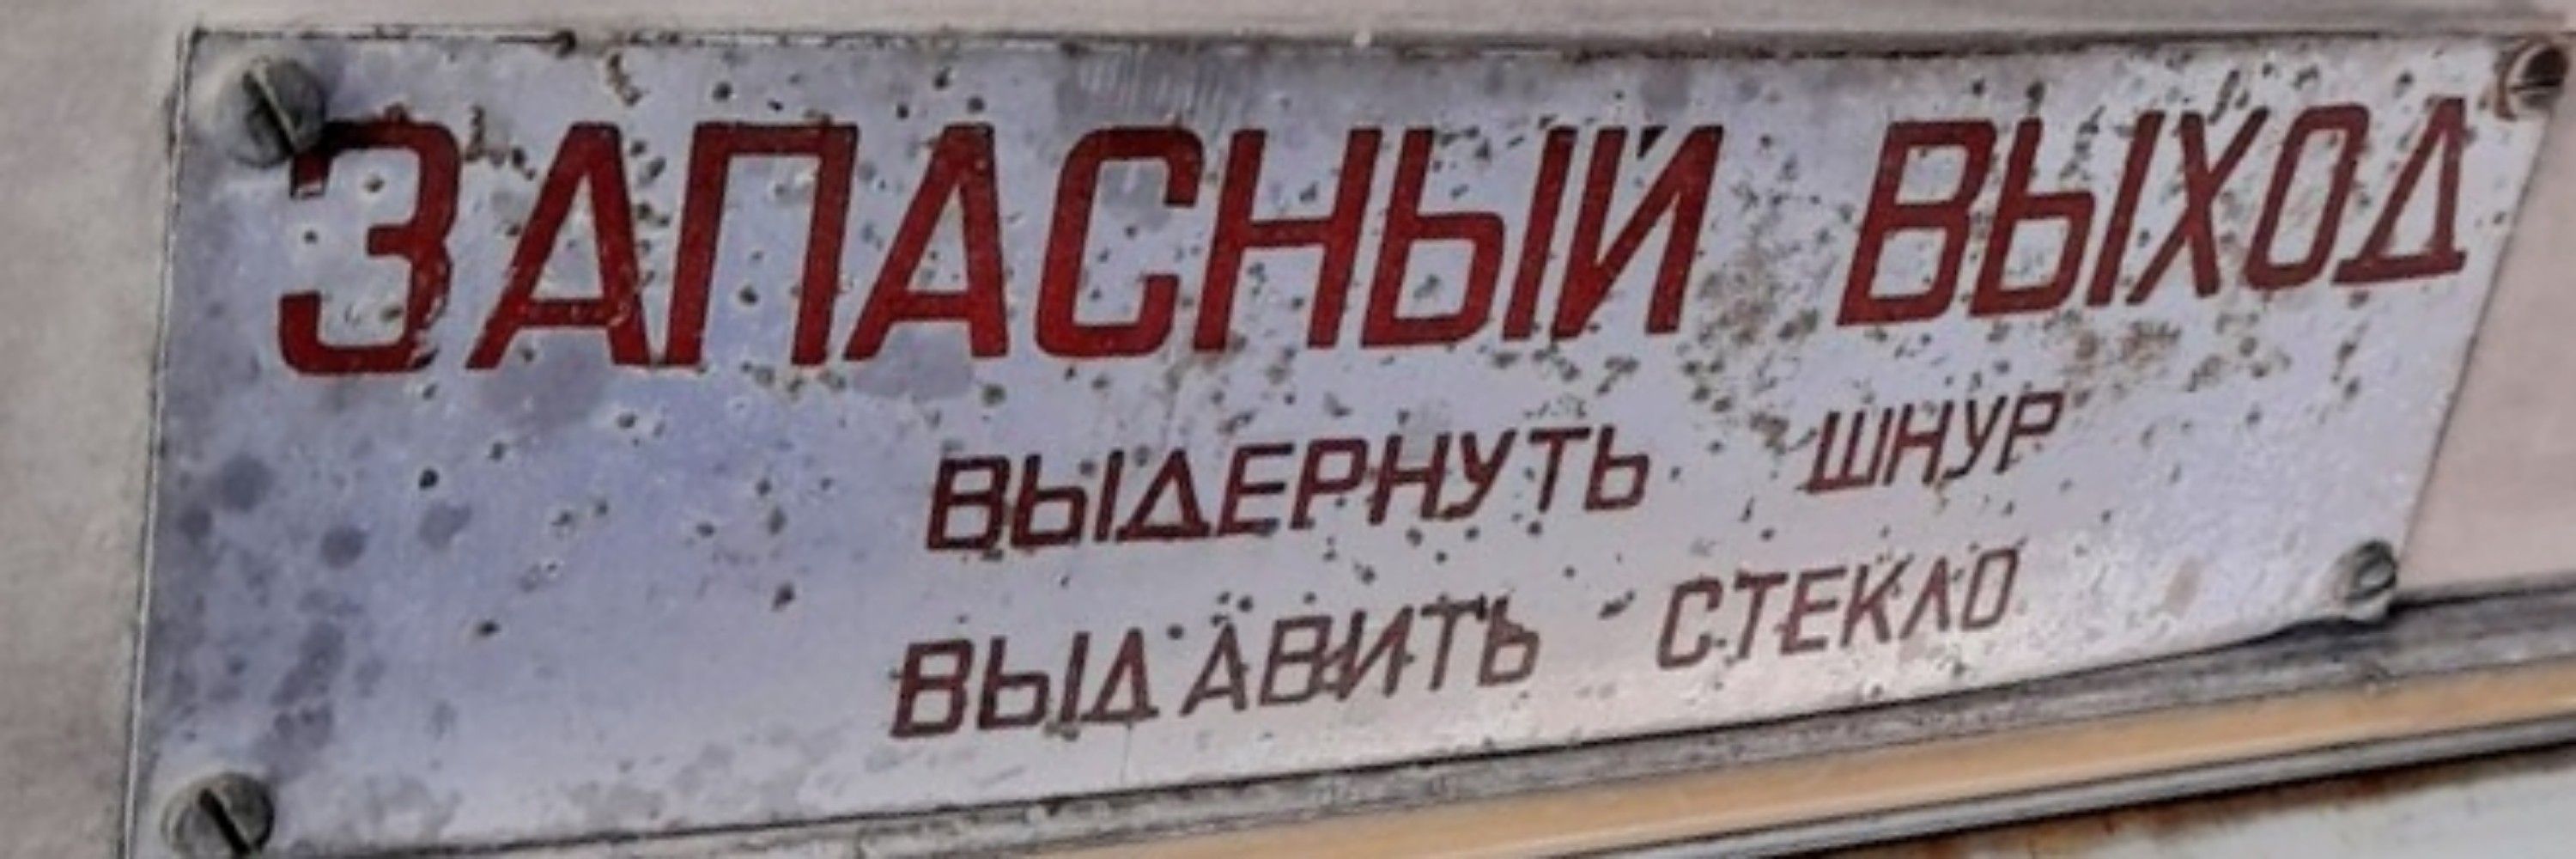 ЗАПАСНЫЙ ВЫХОД
ВЫДЕРНУТЬ ШНУР
ВЫДАВИТЬ СТЕКЛО